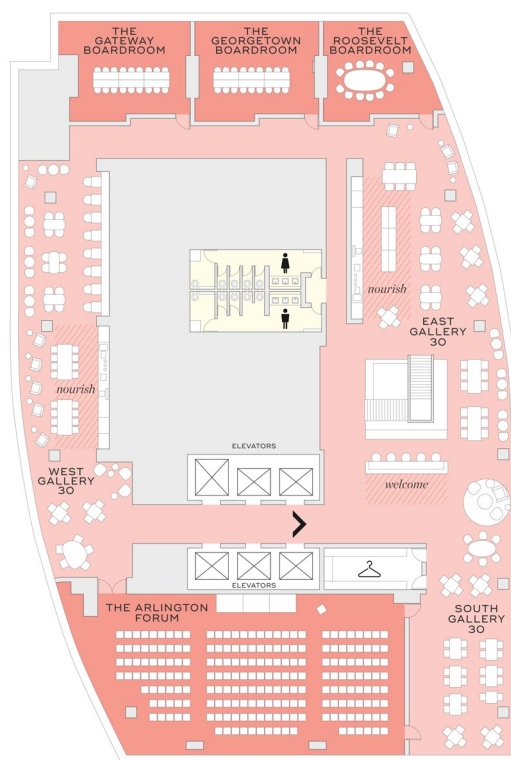 THE
GATEWAY
BOARDROOM
THE
GEORGETOWN
BOARDROOM
THE
ROOSEVELT
BOARDROOM
nourish
EAST
GALLERY
30
nourish
ELEVATORS
WEST
GALLERY
30
welcome
ELEVATORS
THE ARLINGTON
FORUM
SOUTH
GALLERY
30